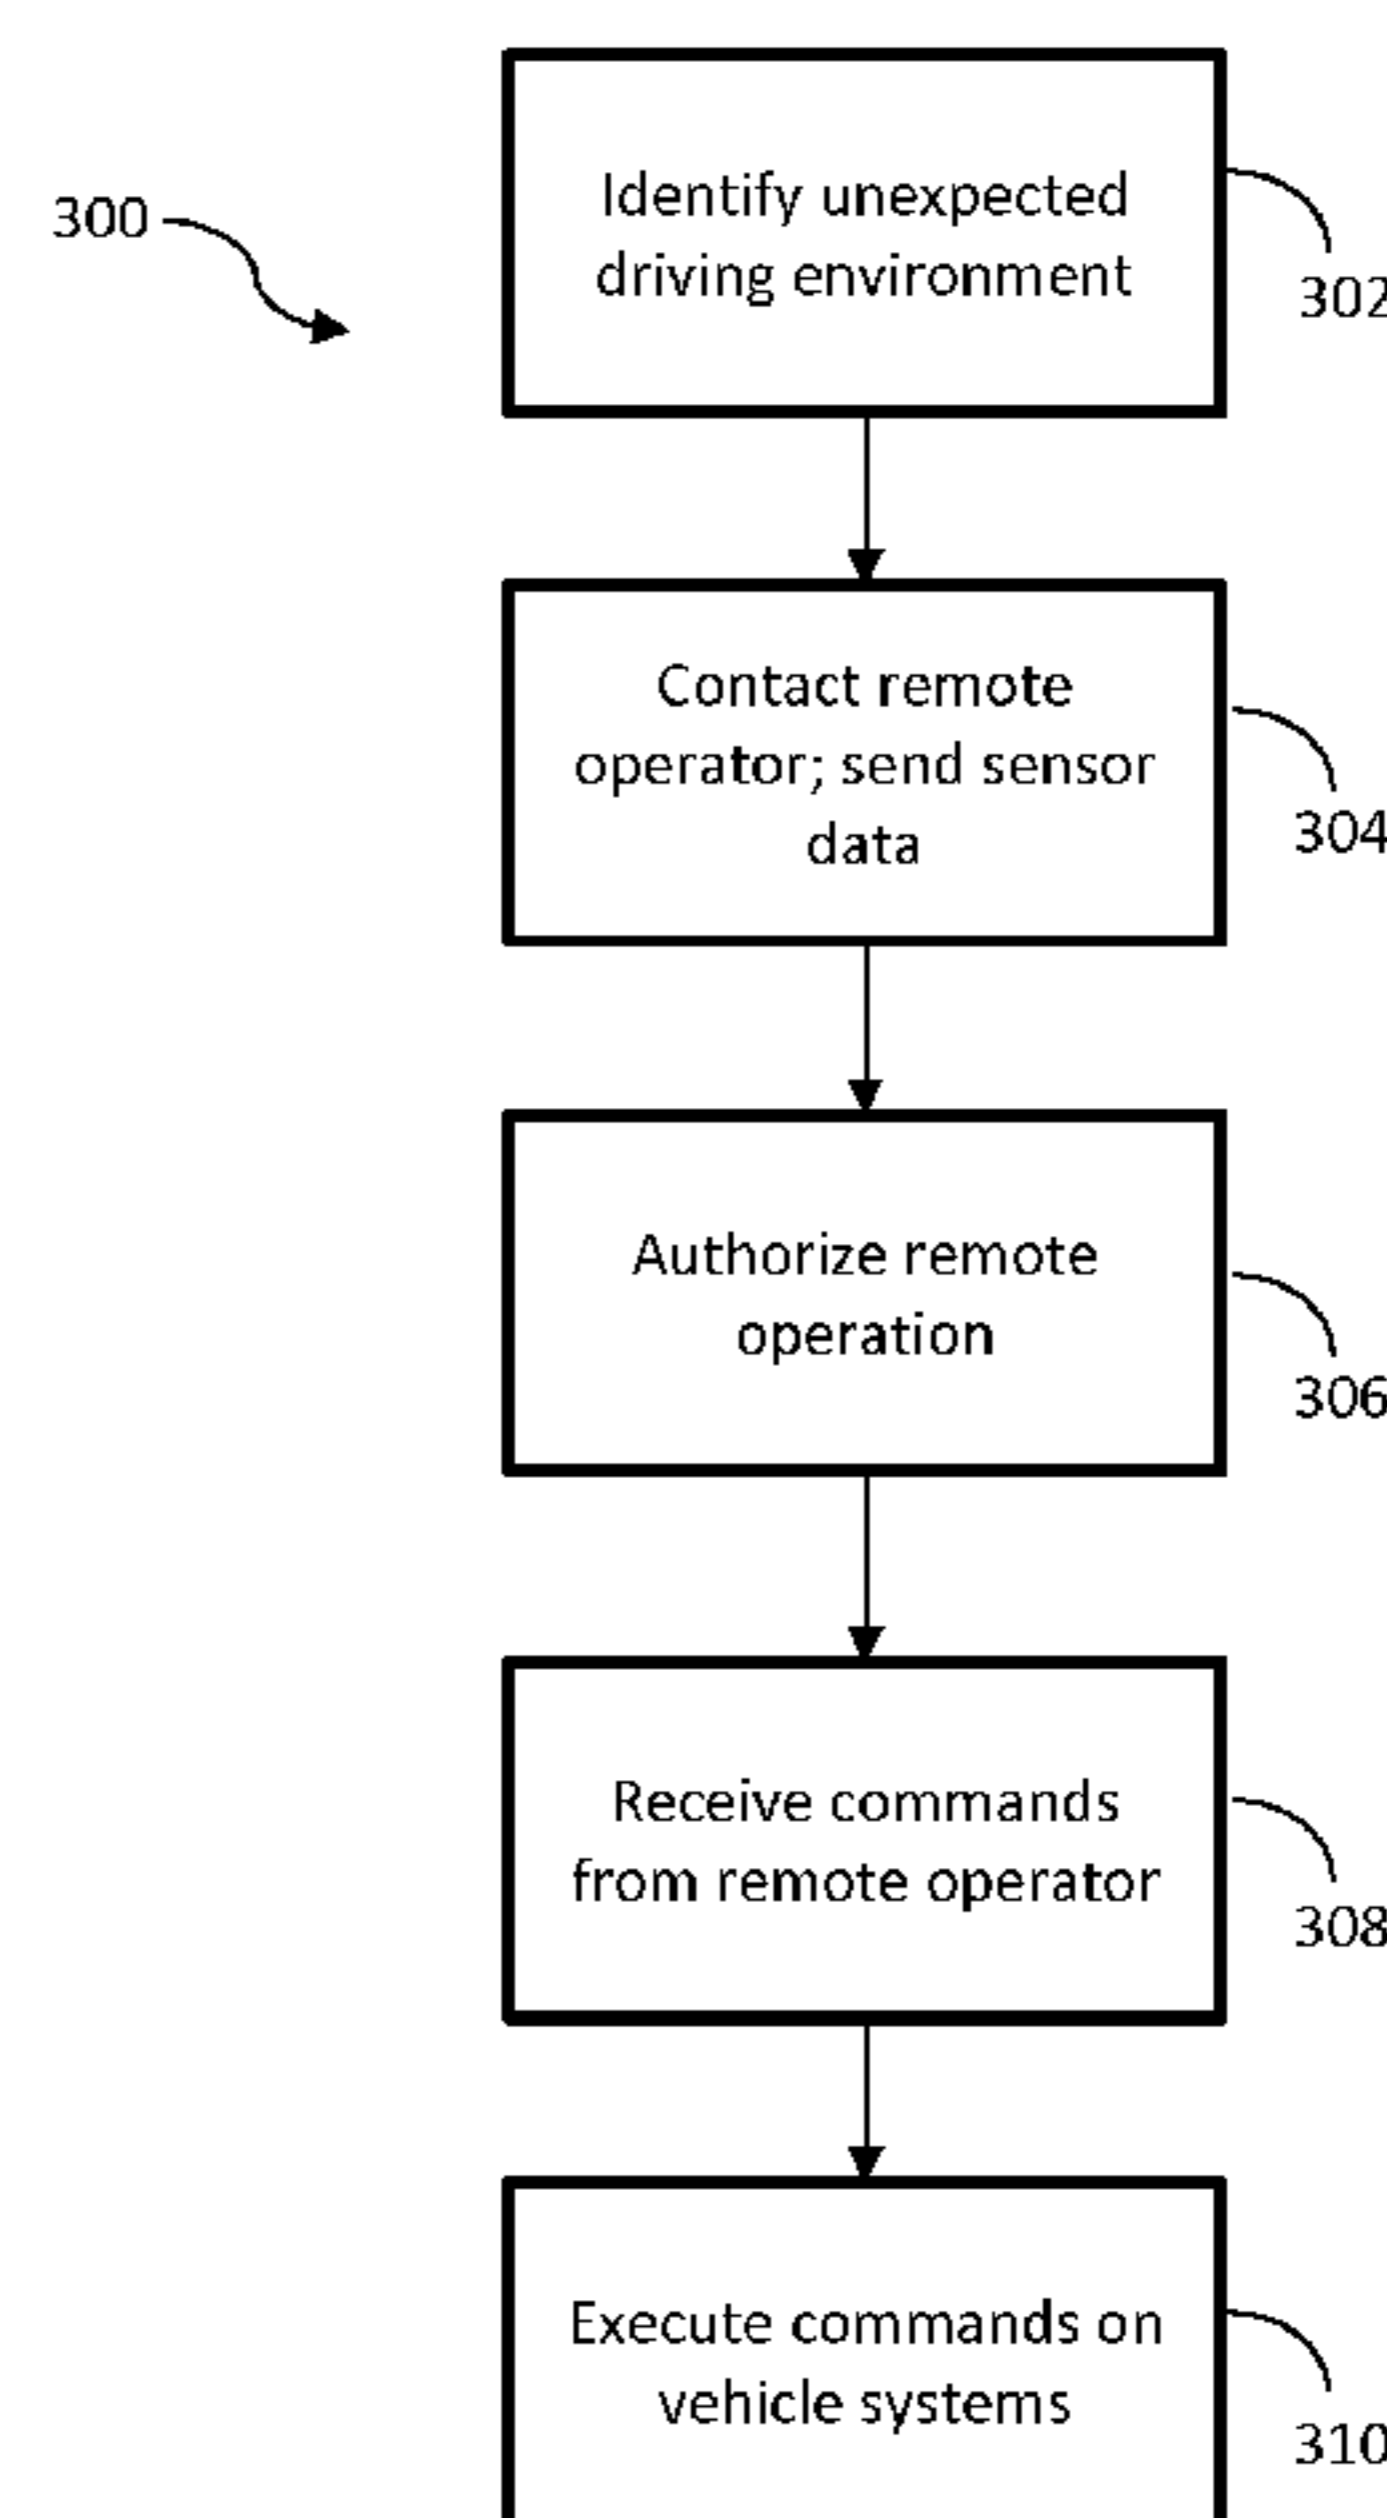 300
Identify unexpected
driving environment
302
Contact remote
operator; send sensor
data
304
Authorize remote
operation
306
Receive commands
from remote operator
308
Execute commands on
vehicle systems
310